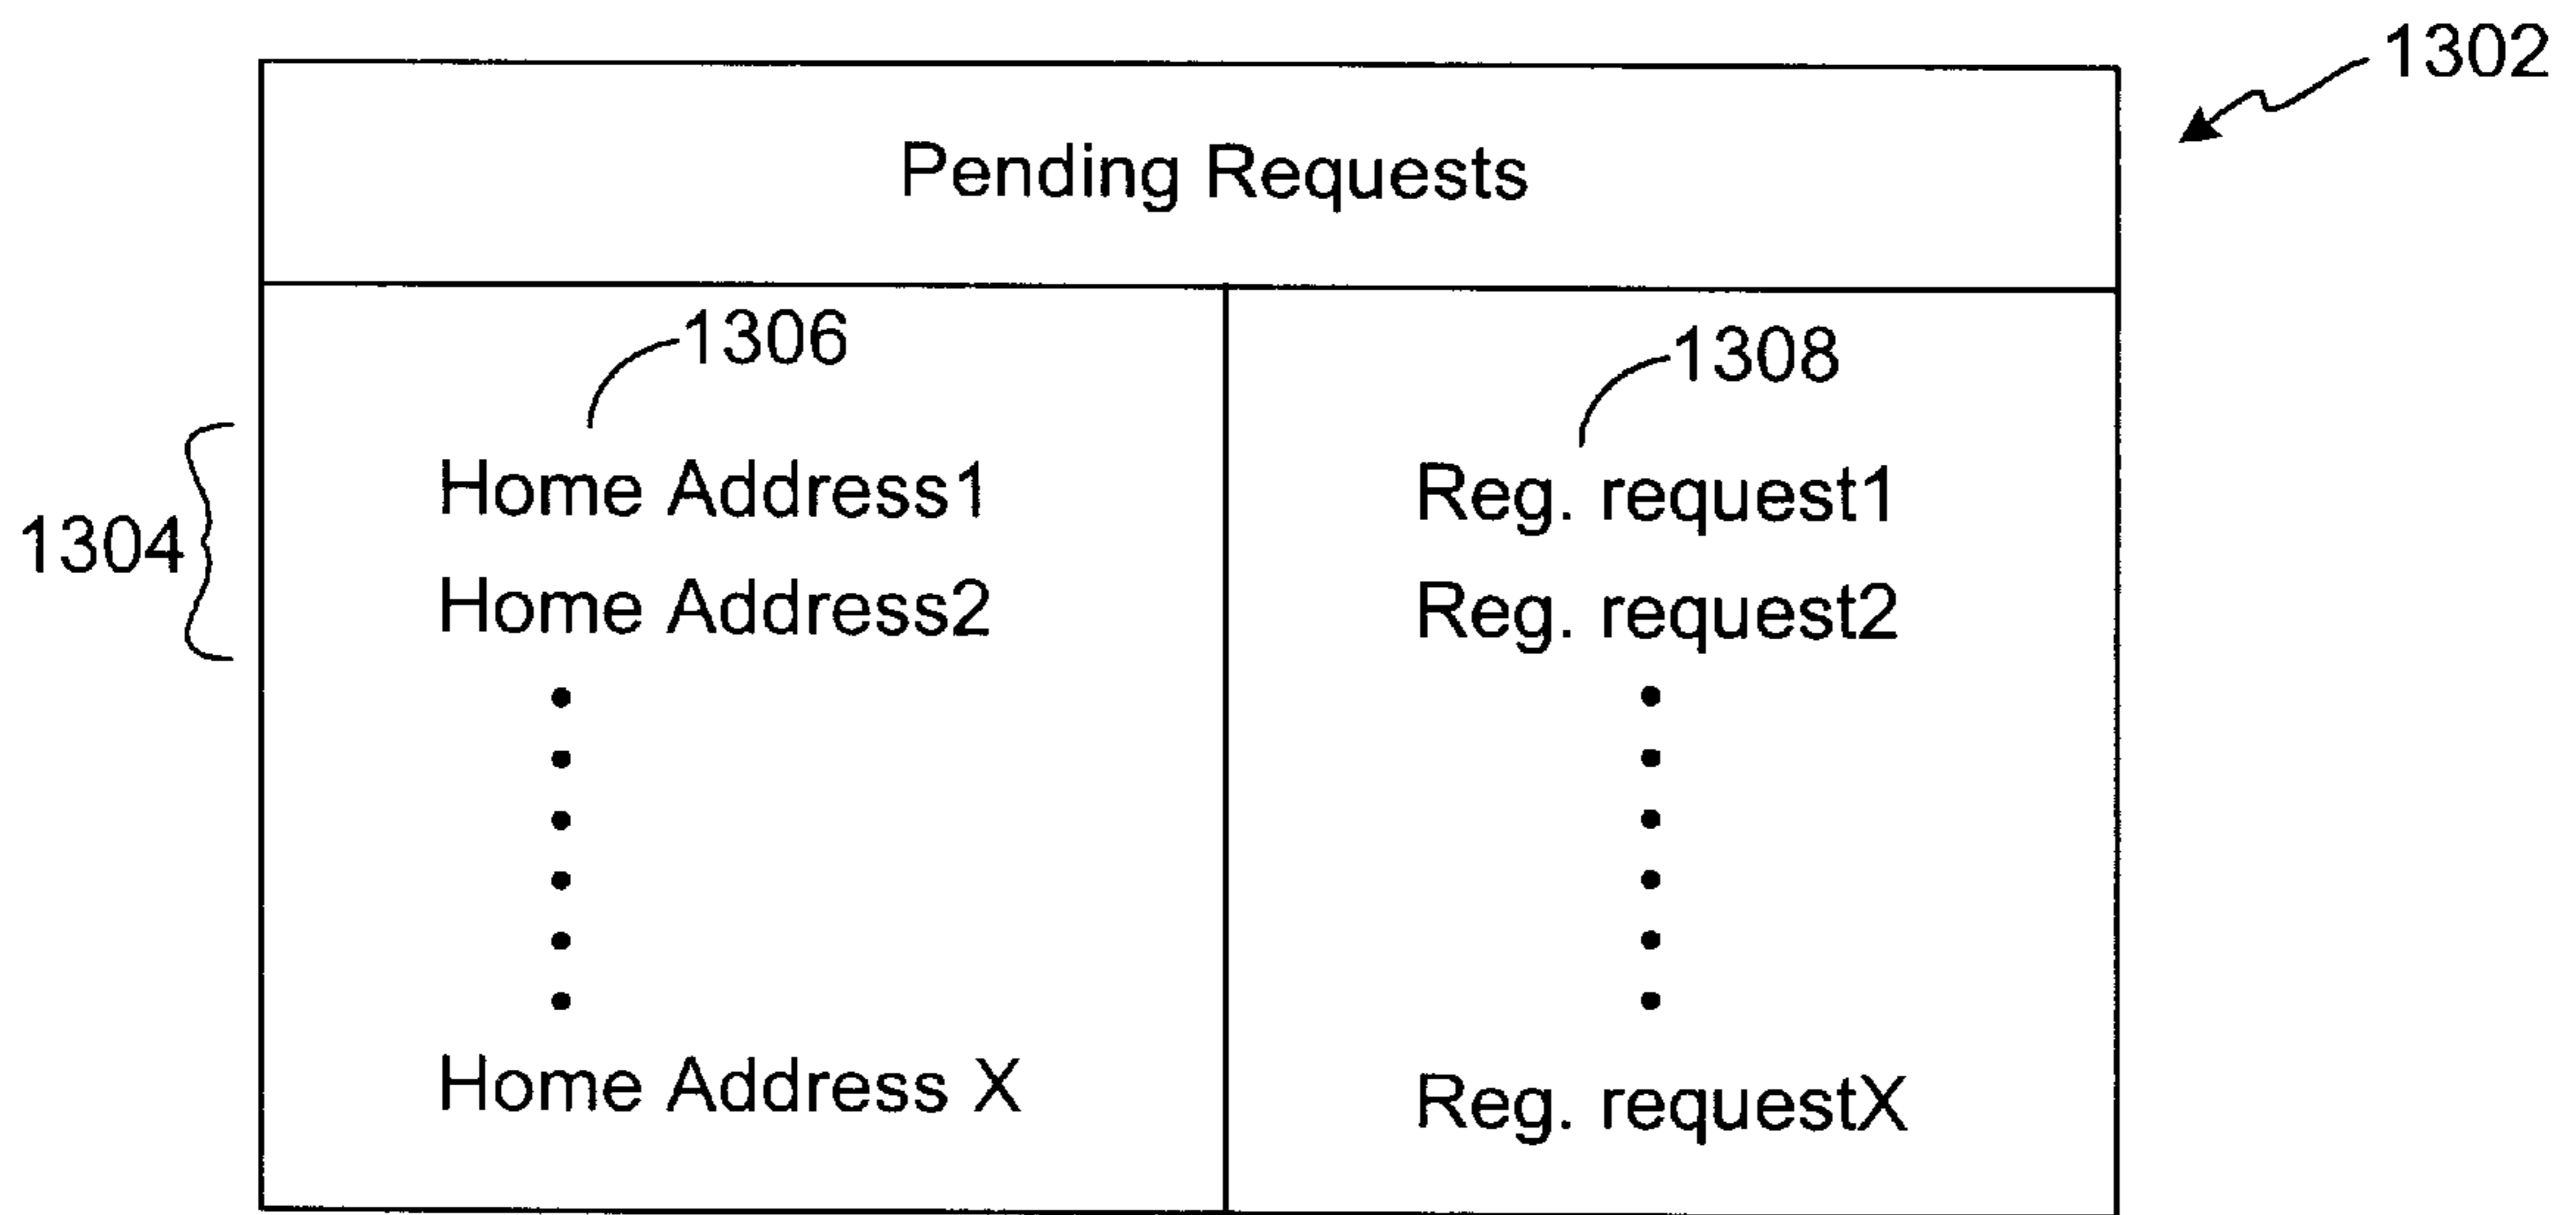 1302
Pending Requests
1306
1308
1304
Home Address1
Reg. request1
Home Address2
Reg. request2
Home Address X
Reg. requestX